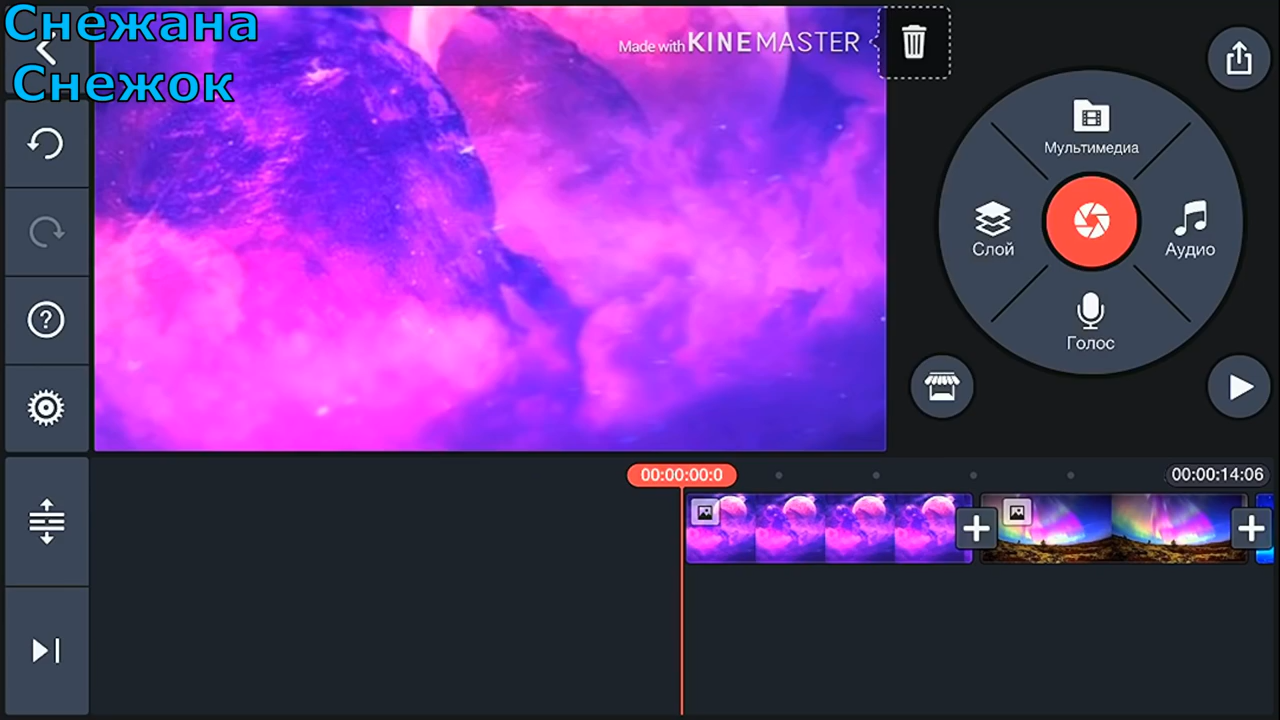 Снежана
Снежок
Made with KINEMASTER
Мультимедиа
Слой
Аудио
Голос
00:00:00:0
00:00:14:06